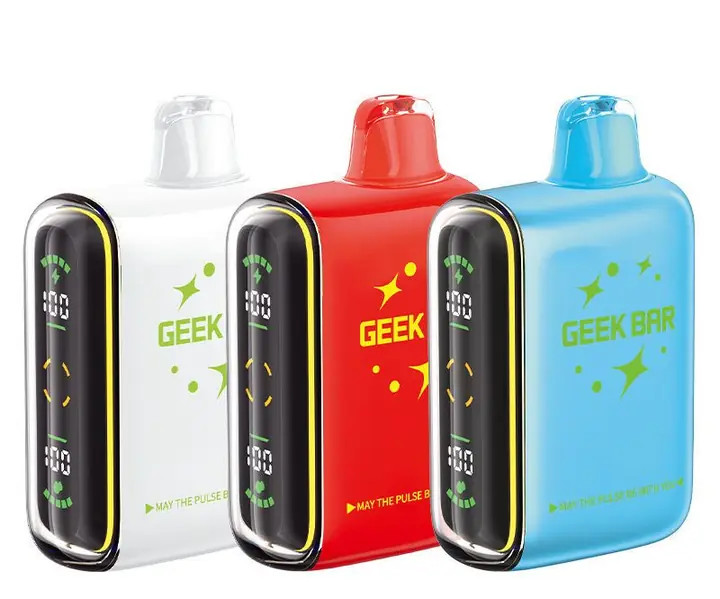 100
100
GEEK
MAY THE PULSE B
100
100
GEEK
MAY THE PULSE B
100
100
GEEK BAR
MAY THE PULSE BE WITH YOU